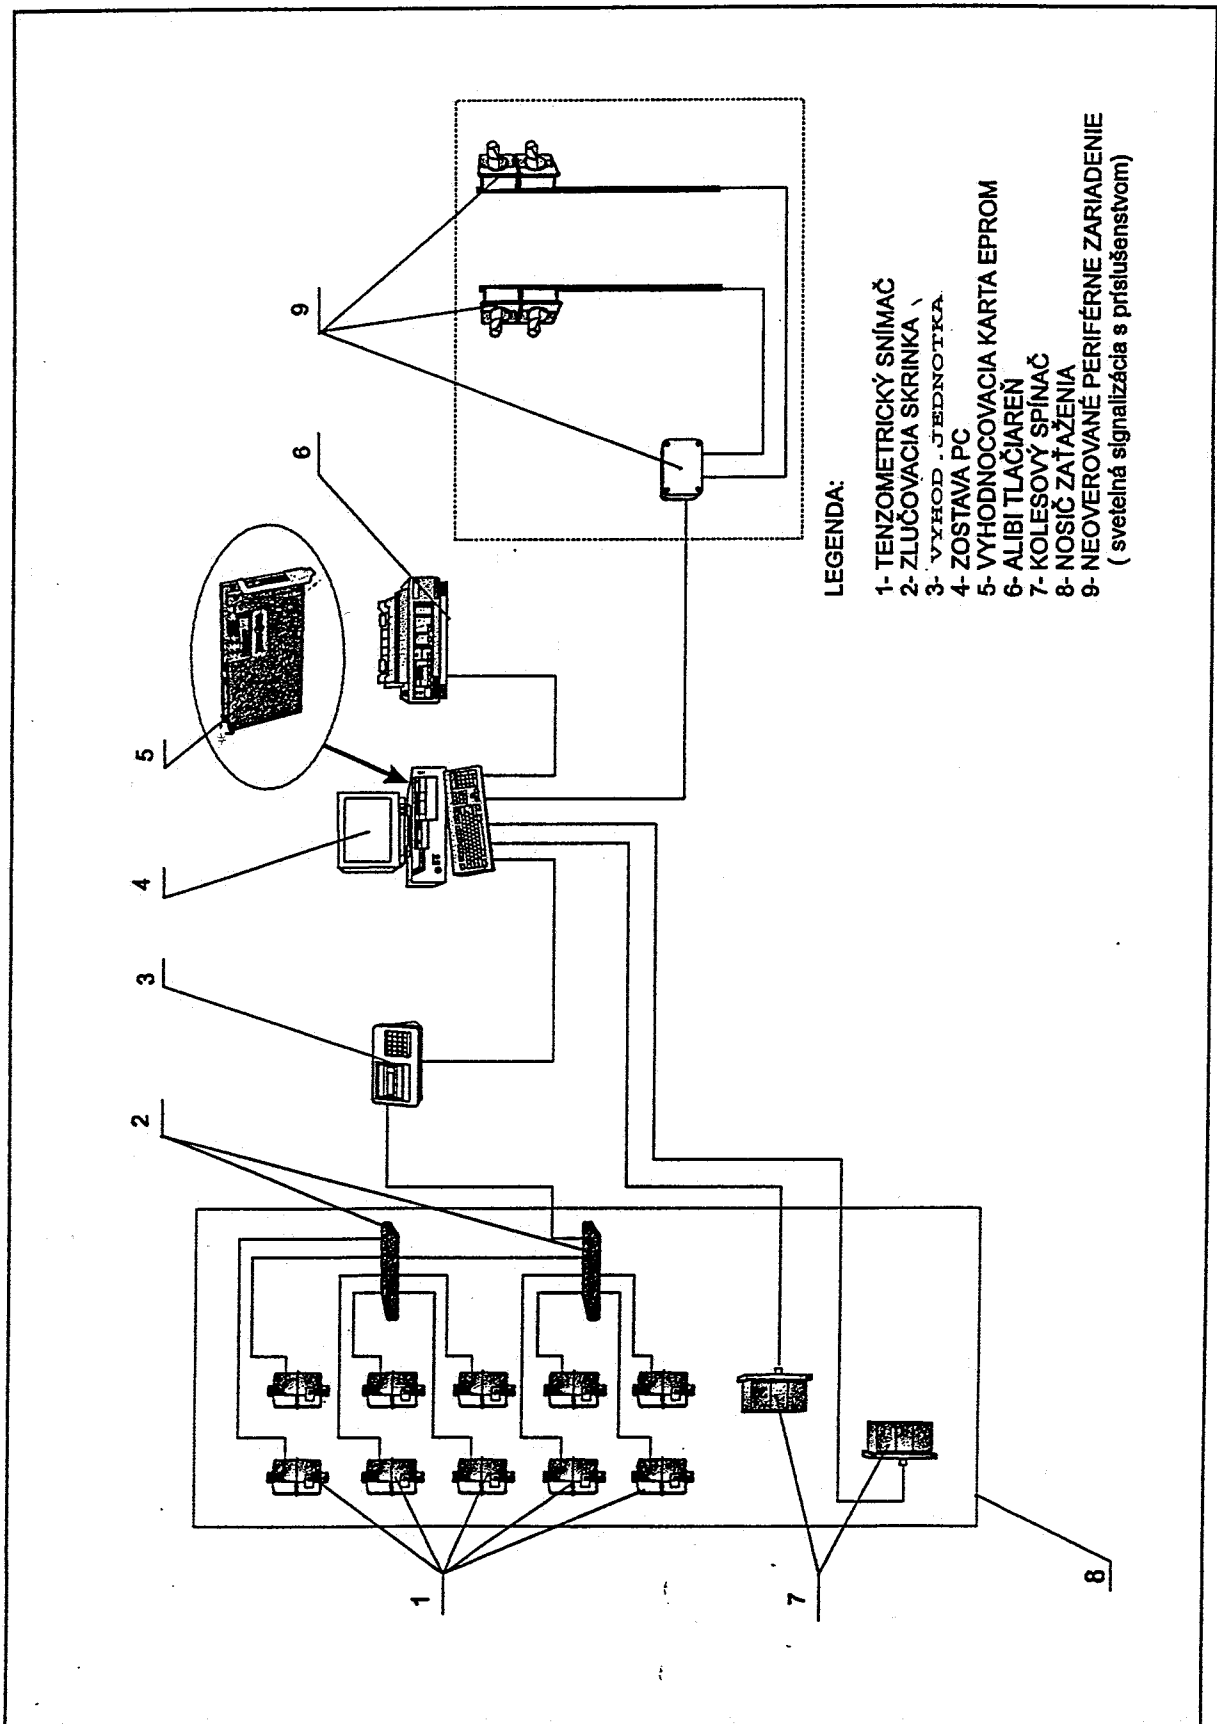 1
2
3
4
5
6
7
8
9
LEGENDA:
1- TENZOMETRICKÝ SNÍMAČ
2- ZLUČOVACIA SKRINKA
3- VYHOD. JEDNOTKA
4- ZOSTAVA PC
5- VYHODNOCOVACIA KARTA EPROM
6- ALIBI TLAČIAREŇ
7- KOLESOVÝ SPÍNAČ
8- NOSIČ ZAŤAŽENIA
9- NEOVEROVANÉ PERIFÉRNE ZARIADENIE
( svetelná signalizácia s príslušenstvom)